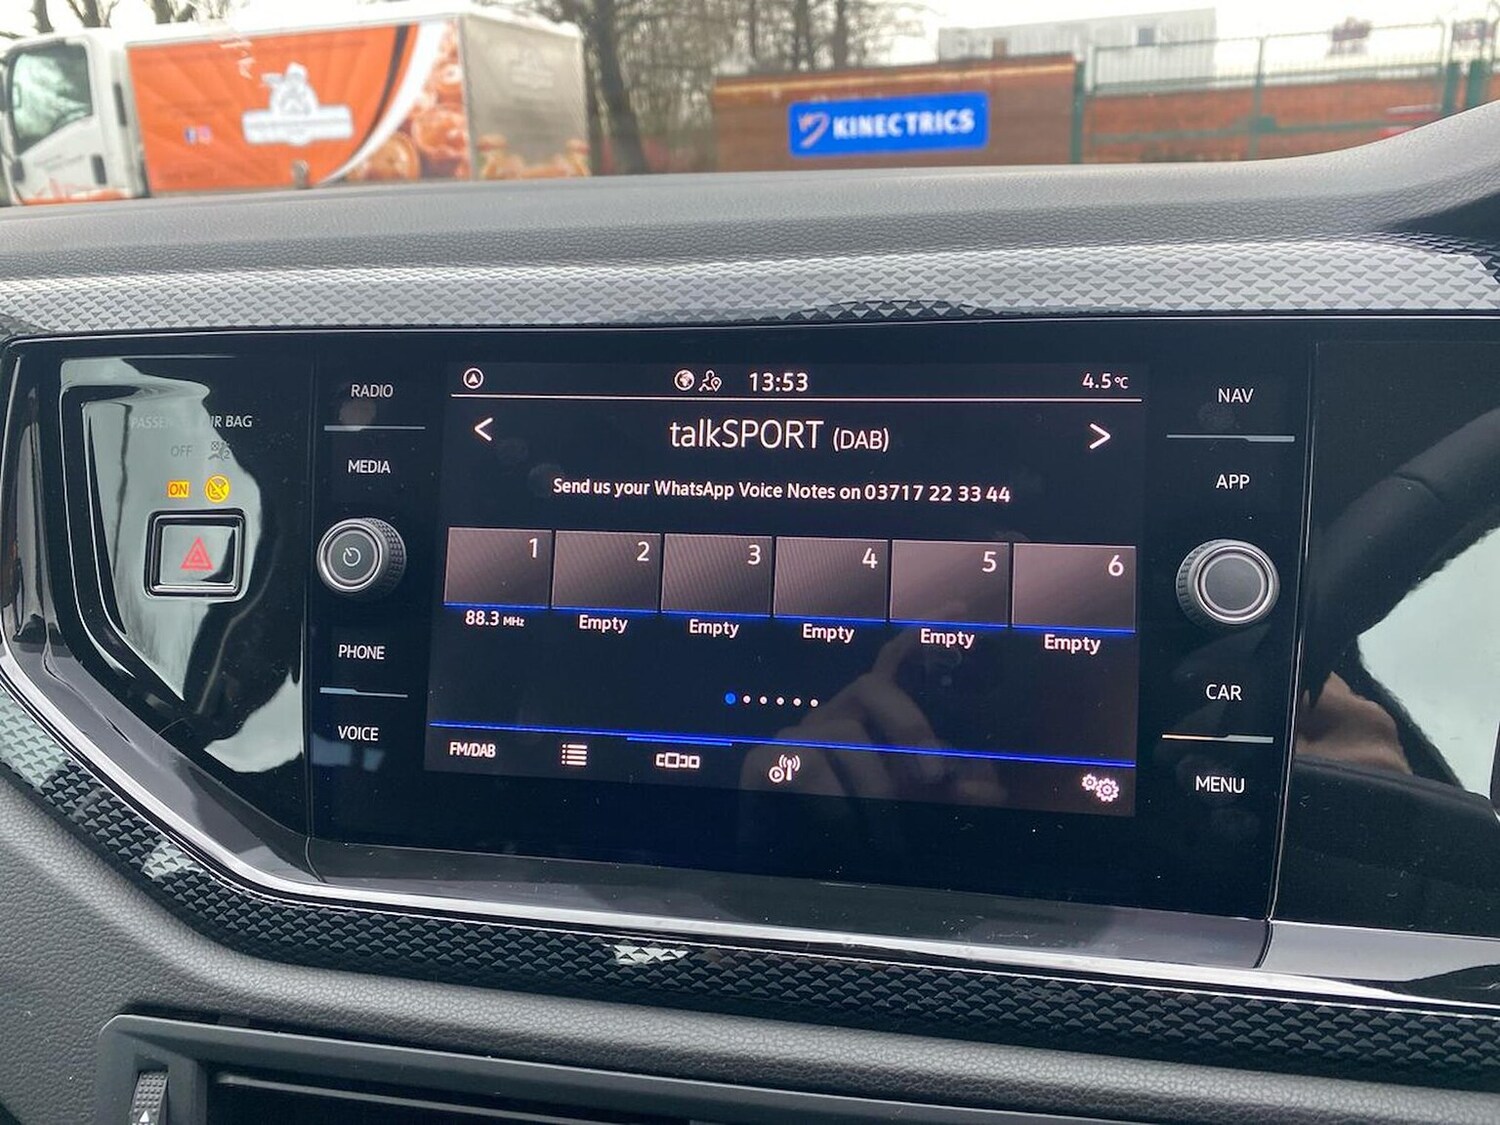 KINECTRICS
PASSENGER AIR BAG
OFF
ON
RADIO
MEDIA
PHONE
VOICE
13:53
4.5°C
< talkSPORT (DAB) >
Send us your WhatsApp Voice Notes on 03717 22 33 44
1 2 3 4 5 6
88.3 MHz Empty Empty Empty Empty Empty
FM/DAB
NAV
APP
CAR
MENU